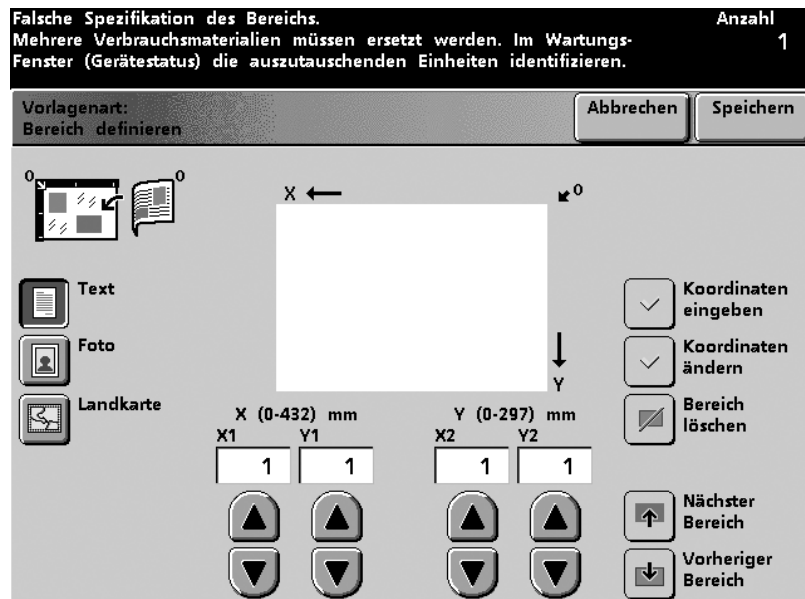 Falsche Spezifikation des Bereichs.
Mehrere Verbrauchsmaterialien müssen ersetzt werden. Im Wartungs-
Fenster (Gerätestatus) die auszutauschenden Einheiten identifizieren.
Anzahl
1
Vorlagenart:
Bereich definieren
Abbrechen
Speichern
0
0
X
0
Y
Text
Foto
Landkarte
Koordinaten
eingeben
Koordinaten
ändern
Bereich
löschen
X (0-432) mm
Y (0-297) mm
X1 Y1 X2 Y2
1 1 1 1
Nächster
Bereich
Vorheriger
Bereich